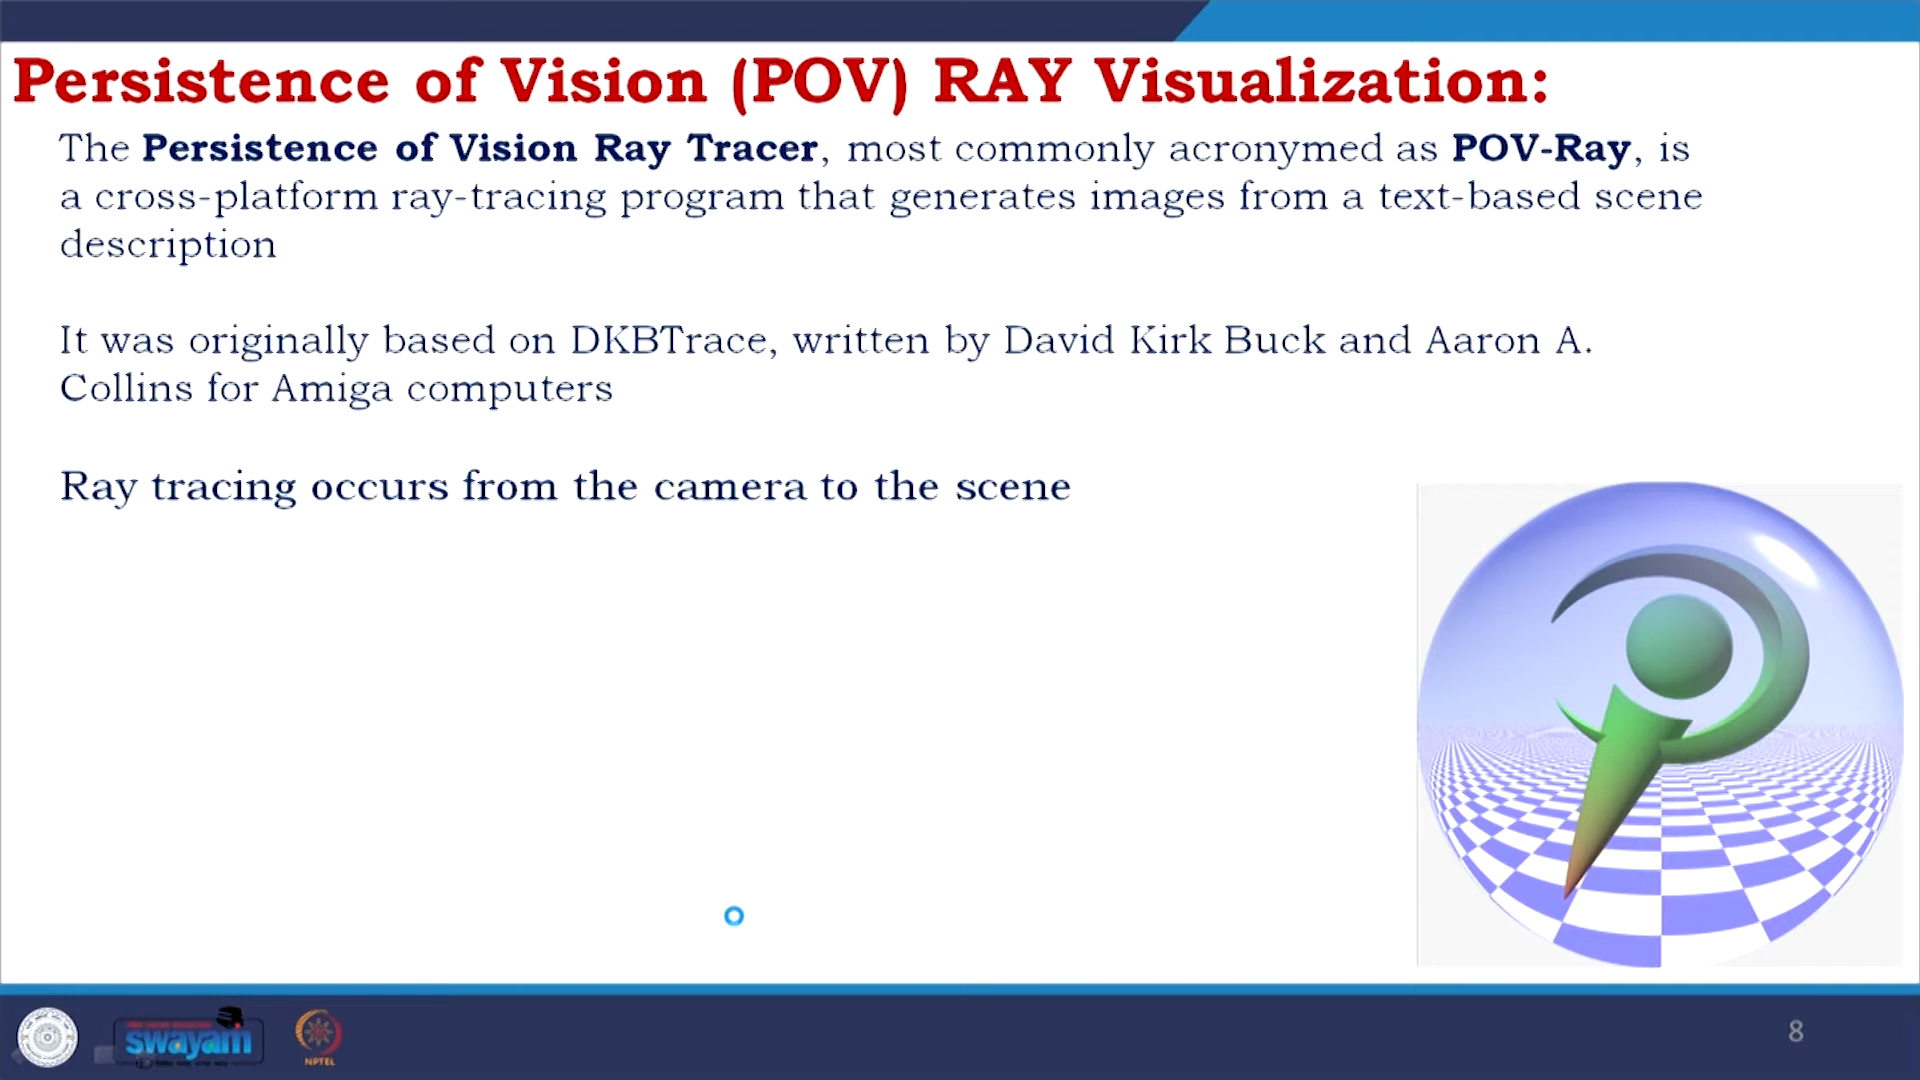 Persistence of Vision (POV) RAY Visualization:
The Persistence of Vision Ray Tracer, most commonly acronymed as POV-Ray, is
a cross-platform ray-tracing program that generates images from a text-based scene
description
It was originally based on DKBTrace, written by David Kirk Buck and Aaron A.
Collins for Amiga computers
Ray tracing occurs from the camera to the scene
swayam
NPTEL
8